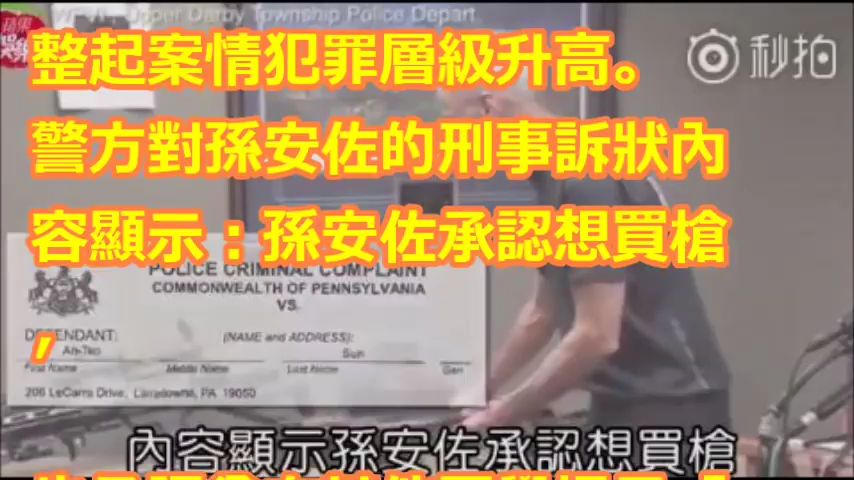 Upper Darby Township Police Depart
秒拍
整起案情犯罪層級升高。
警方對孫安佐的刑事訴狀內
容顯示：孫安佐承認想買槍
，
POLICE CRIMINAL COMPLAINT
COMMONWEALTH OF PENNSYLVANIA
VS.
DEFENDANT:
(NAME and ADDRESS):
An-Tso
Sun
First Name
Middle Name
Last Name
Gen
206 LeCarra Drive, Lansdowne, PA 19050
內容顯示孫安佐承認想買槍